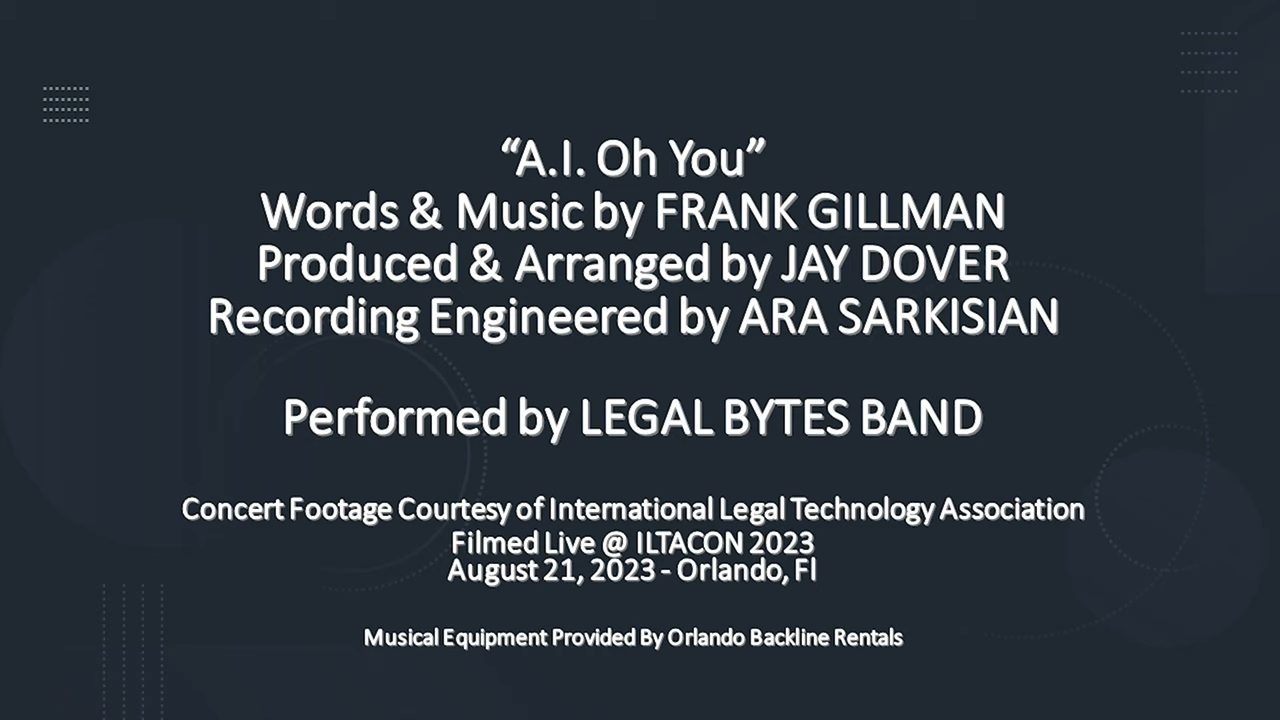 “A.I. Oh You”
Words & Music by FRANK GILLMAN
Produced & Arranged by JAY DOVER
Recording Engineered by ARA SARKISIAN
Performed by LEGAL BYTES BAND
Concert Footage Courtesy of International Legal Technology Association
Filmed Live @ ILTACON 2023
August 21, 2023 - Orlando, Fl
Musical Equipment Provided By Orlando Backline Rentals